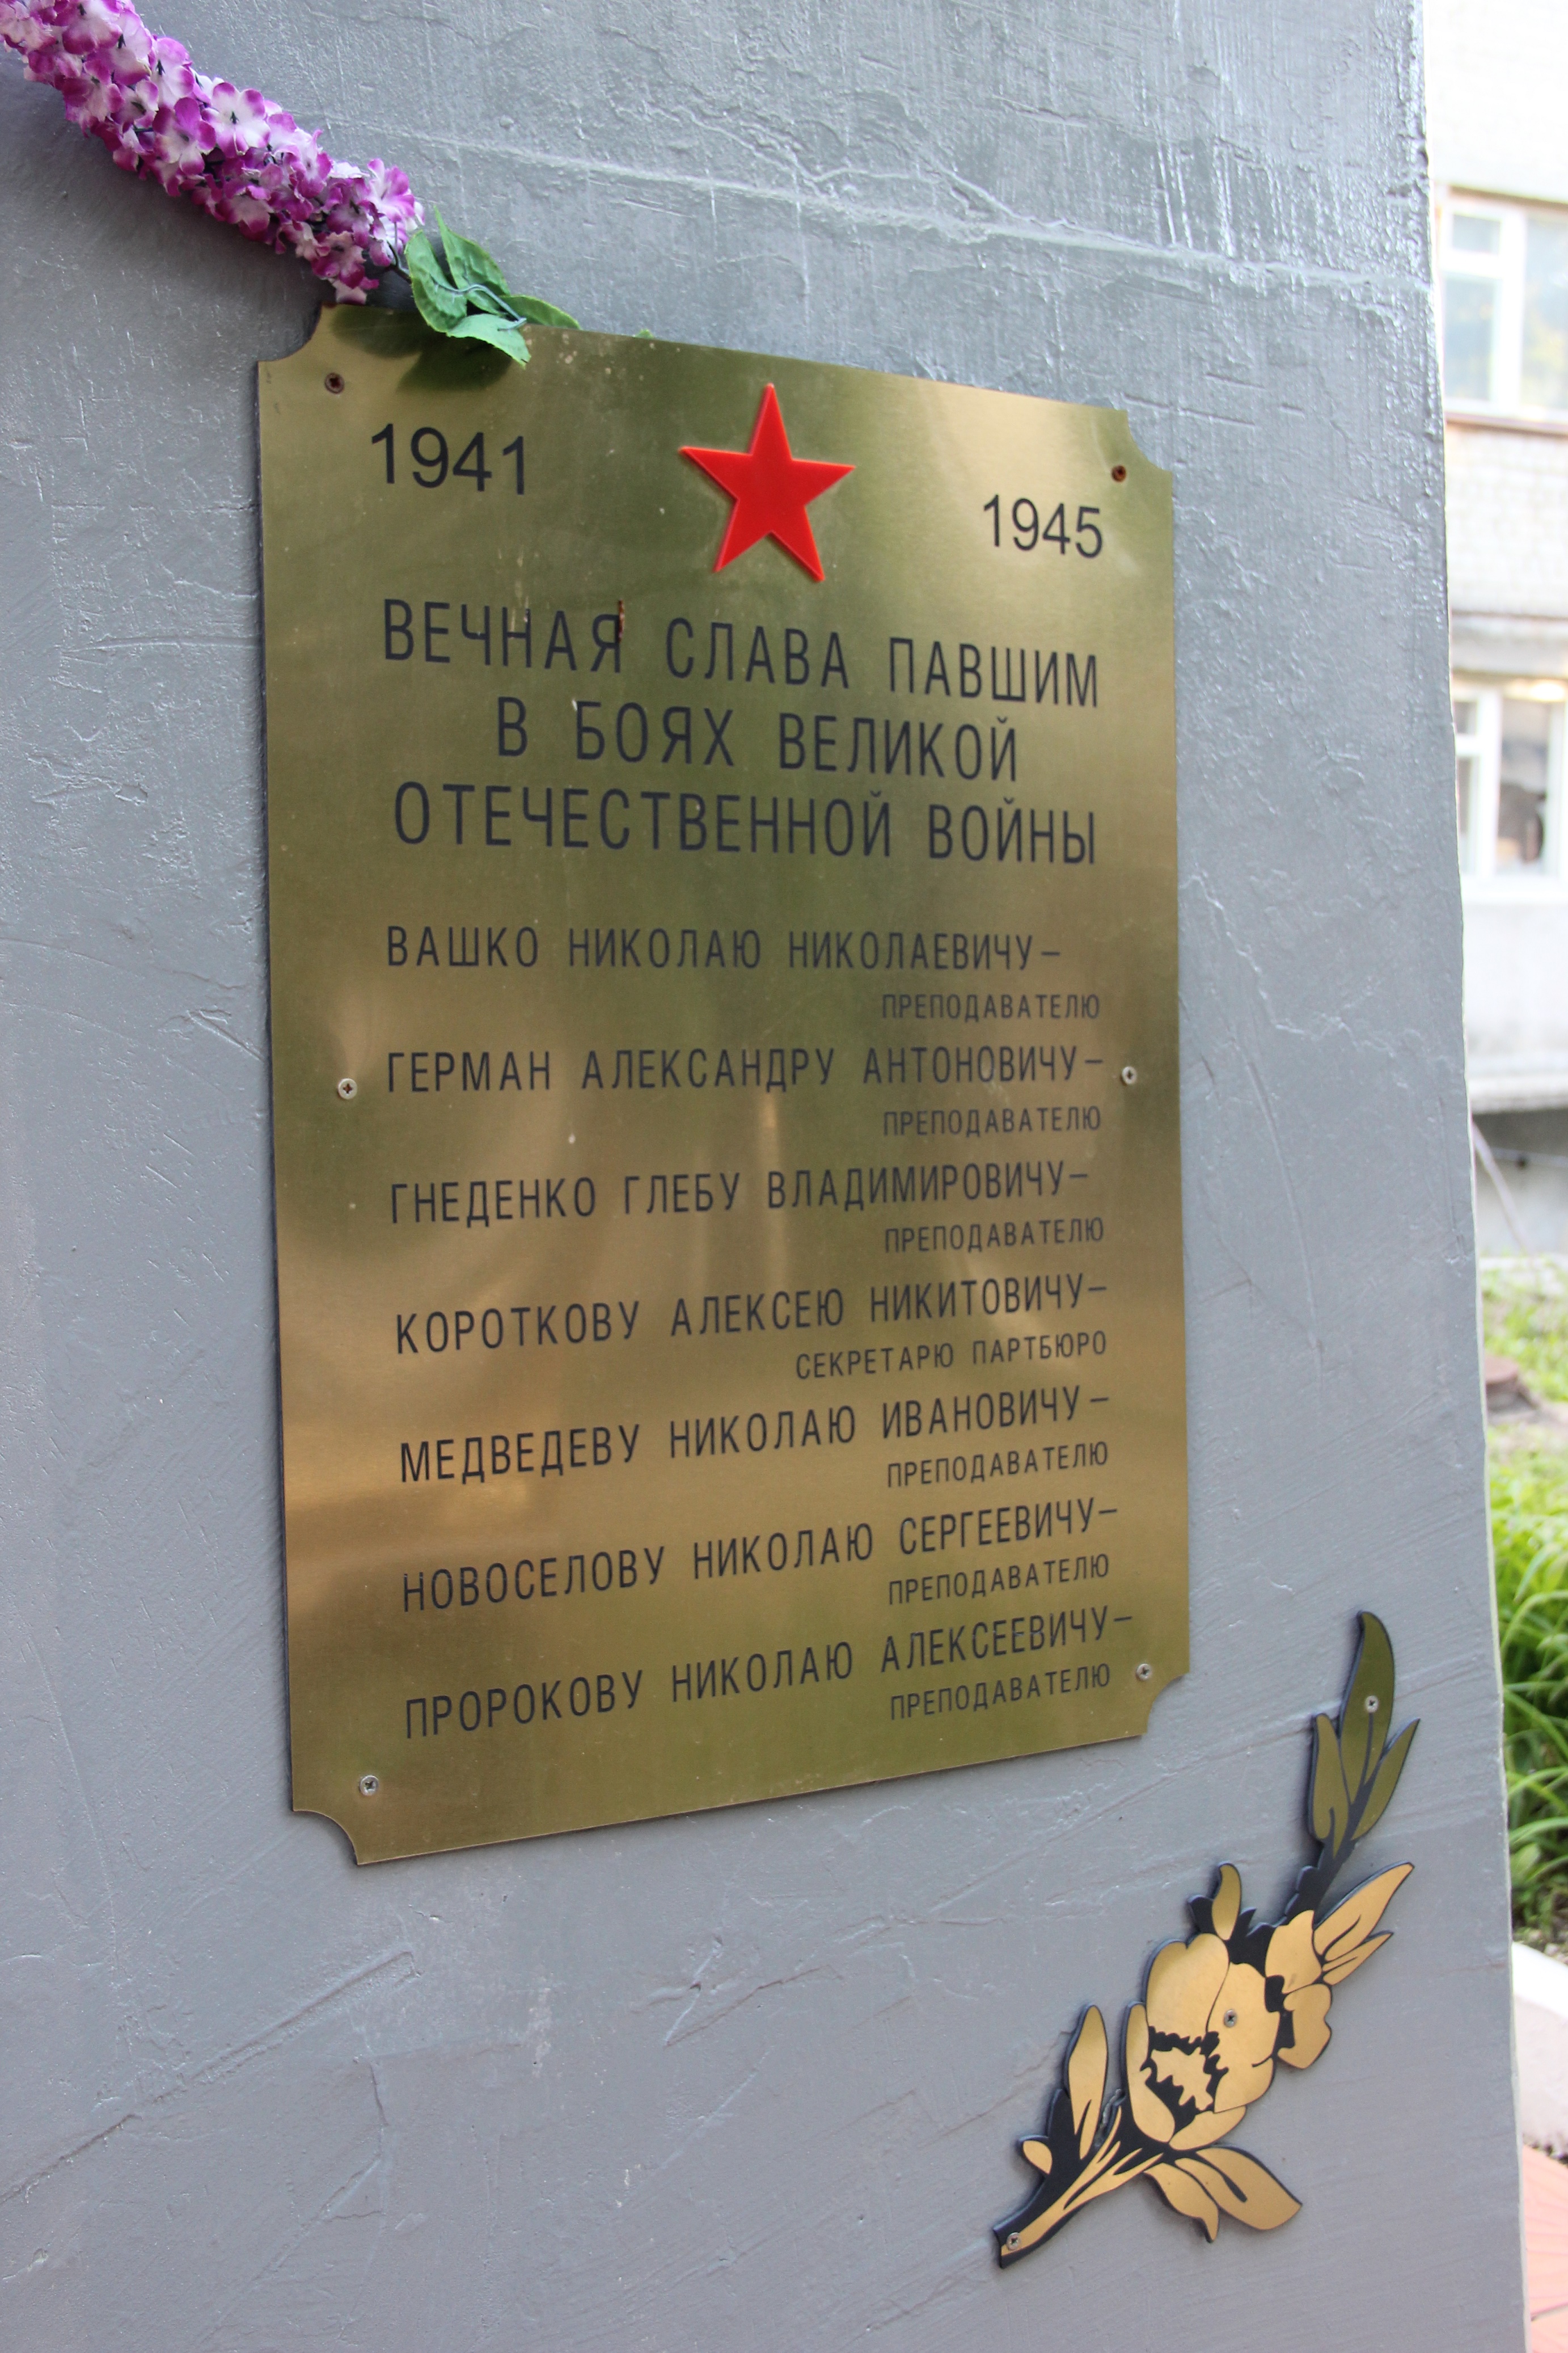 1941
1945
ВЕЧНАЯ СЛАВА ПАВШИМ
В БОЯХ ВЕЛИКОЙ
ОТЕЧЕСТВЕННОЙ ВОЙНЫ
ВАШКО НИКОЛАЮ НИКОЛАЕВИЧУ–
ПРЕПОДАВАТЕЛЮ
ГЕРМАН АЛЕКСАНДРУ АНТОНОВИЧУ–
ПРЕПОДАВАТЕЛЮ
ГНЕДЕНКО ГЛЕБУ ВЛАДИМИРОВИЧУ–
ПРЕПОДАВАТЕЛЮ
КОРОТКОВУ АЛЕКСЕЮ НИКИТОВИЧУ–
СЕКРЕТАРЮ ПАРТБЮРО
МЕДВЕДЕВУ НИКОЛАЮ ИВАНОВИЧУ–
ПРЕПОДАВАТЕЛЮ
НОВОСЕЛОВУ НИКОЛАЮ СЕРГЕЕВИЧУ–
ПРЕПОДАВАТЕЛЮ
ПРОРОКОВУ НИКОЛАЮ АЛЕКСЕЕВИЧУ–
ПРЕПОДАВАТЕЛЮ